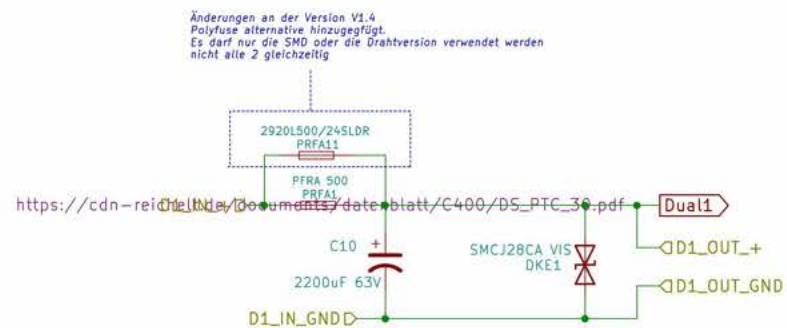 Änderungen an der Version V1.4
Polyfuse alternative hinzugegfügt.
Es darf nur die SMD oder die Drahtversion verwendet werden
nicht alle 2 gleichzeitig
2920L500/24SLDR
PRFA11
PFRA 500
PRFA1
https://cdn-reichelt.de/documents/datenblatt/C400/DS_PTC_30.pdf
D1_IN_+
Dual1
C10 +
2200uF 63V
SMCJ28CA VIS
DKE1
D1_OUT_+
D1_OUT_GND
D1_IN_GND